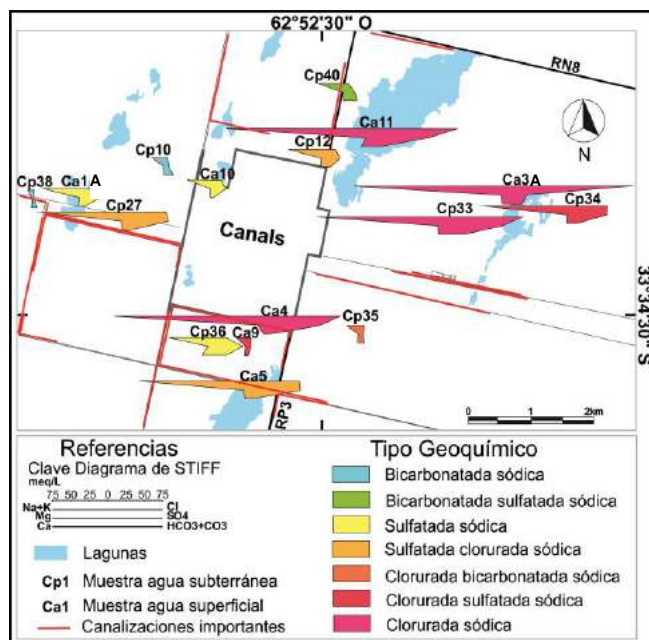 62°52'30" O
RN8
Cp40
Ca11
Cp12
N
Cp10
Cp38
Ca1A
Ca10
Ca3A
Cp27
Cp34
Cp33
Canals
33°34'30" S
Ca4
Cp35
Cp36
Ca9
Ca5
RP3
0 1 2km
Referencias
Clave Diagrama de STIFF
meq/L
75 50 25 0 25 50 75
Na+K Cl
Mg SO4
Ca HCO3+CO3
Lagunas
Cp1 Muestra agua subterránea
Ca1 Muestra agua superficial
Canalizaciones importantes
Tipo Geoquímico
Bicarbonatada sódica
Bicarbonatada sulfatada sódica
Sulfatada sódica
Sulfatada clorurada sódica
Clorurada bicarbonatada sódica
Clorurada sulfatada sódica
Clorurada sódica